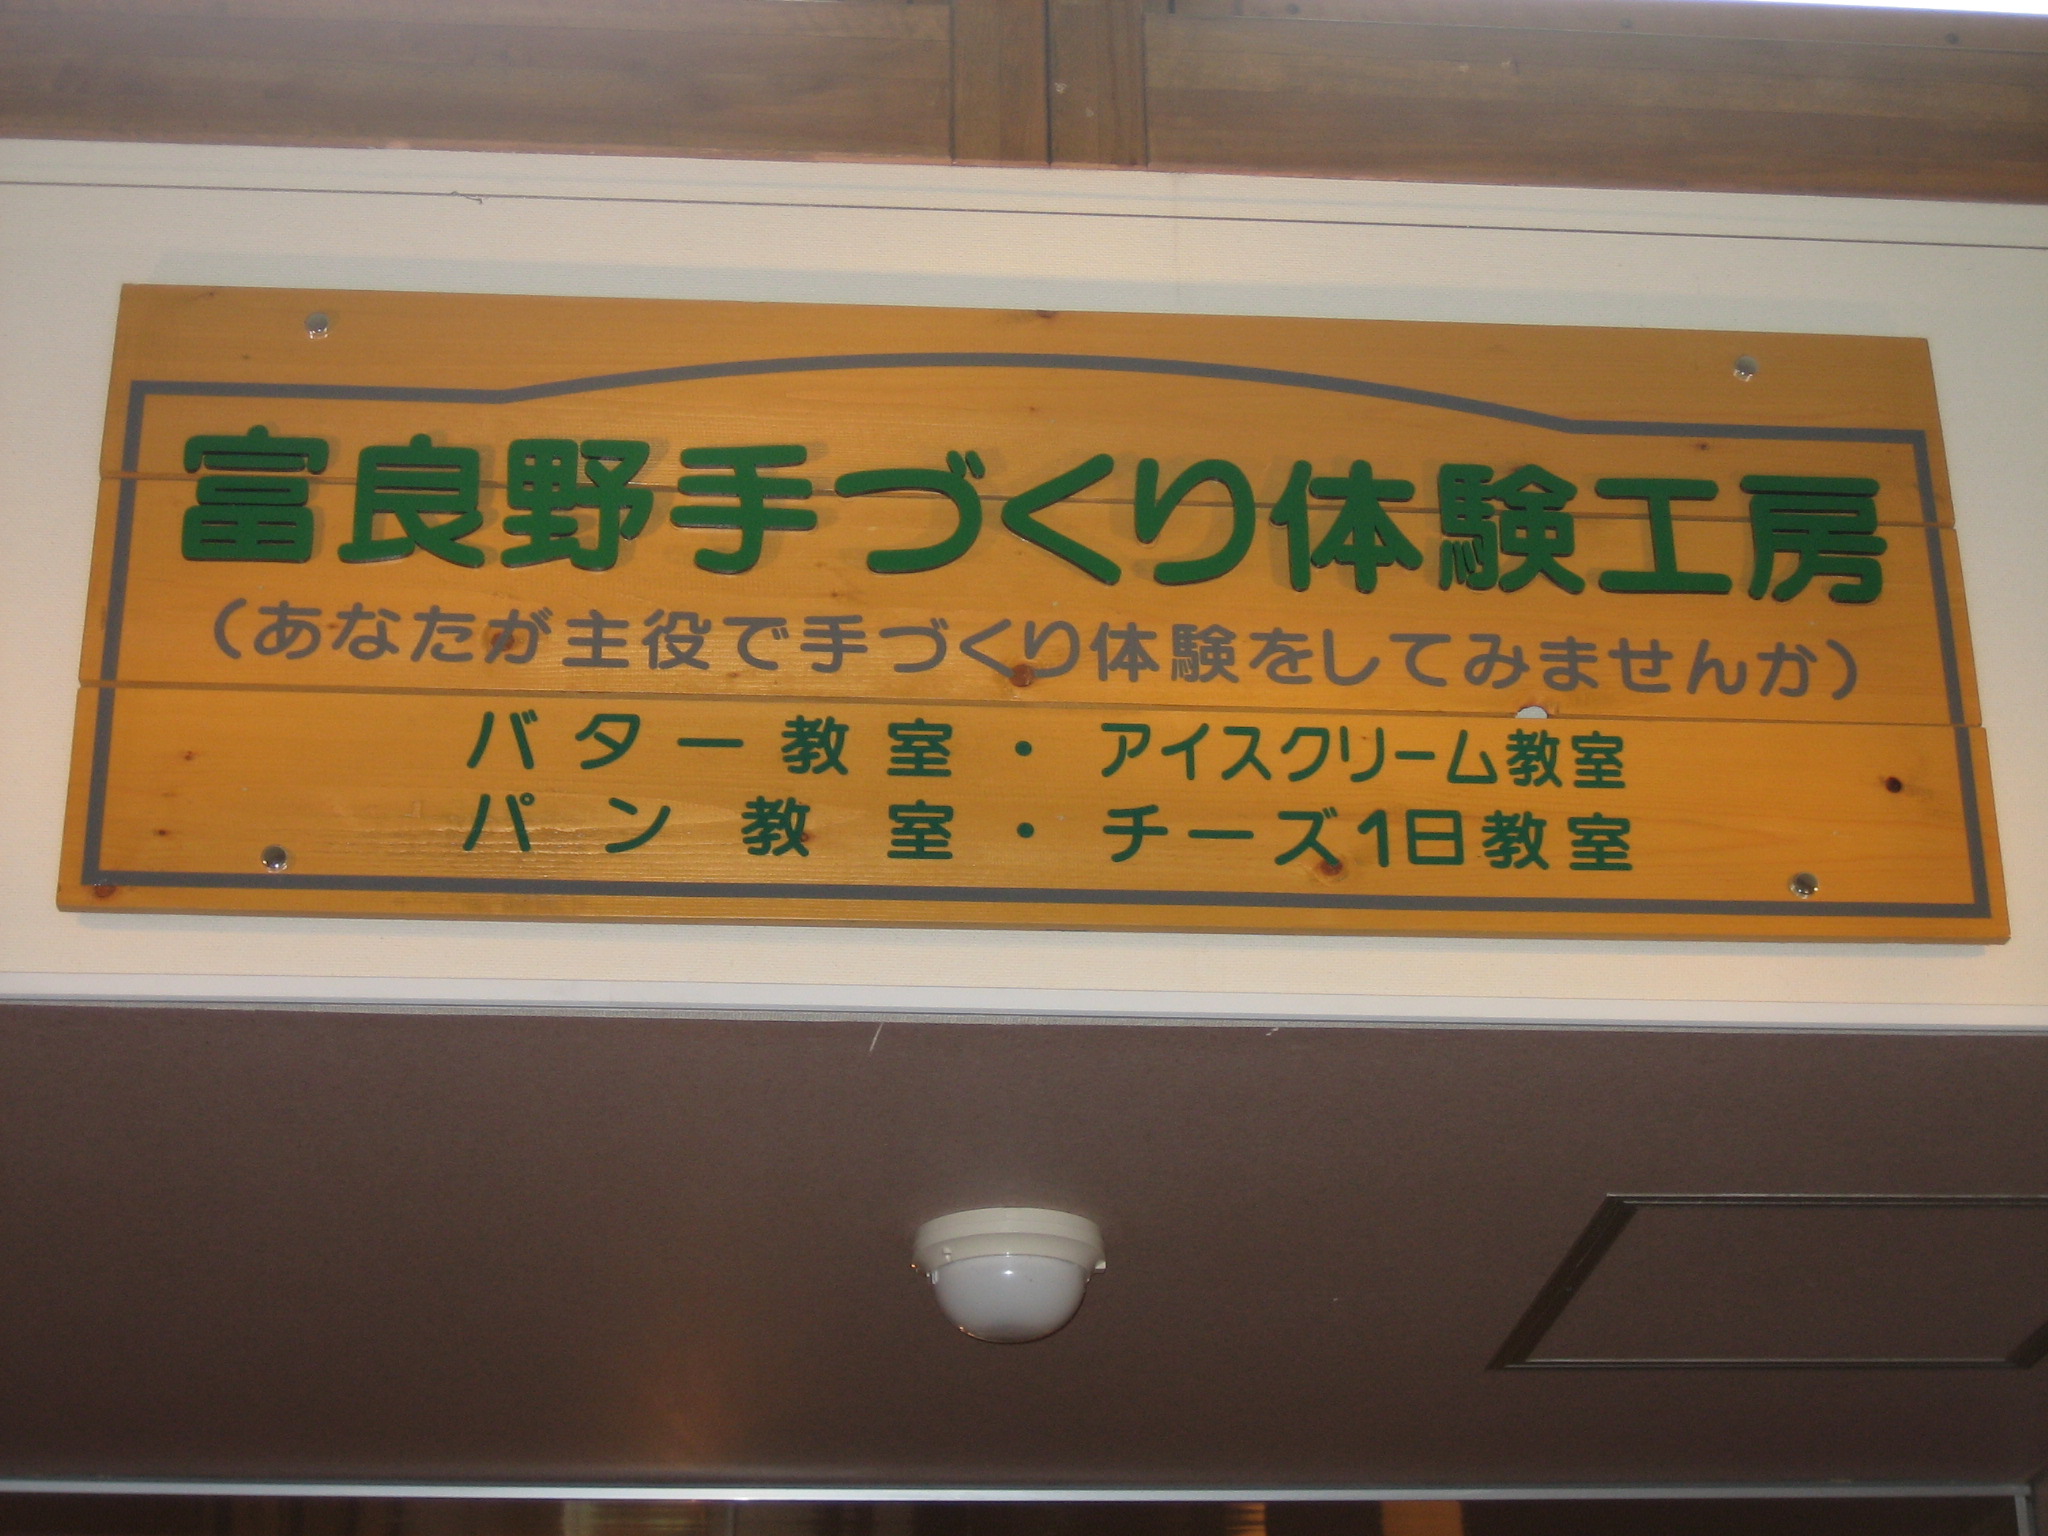 富良野手づくり体験工房
(あなたが主役で手づくり体験をしてみませんか)
バター教室・アイスクリーム教室
パン教室・チーズ1日教室